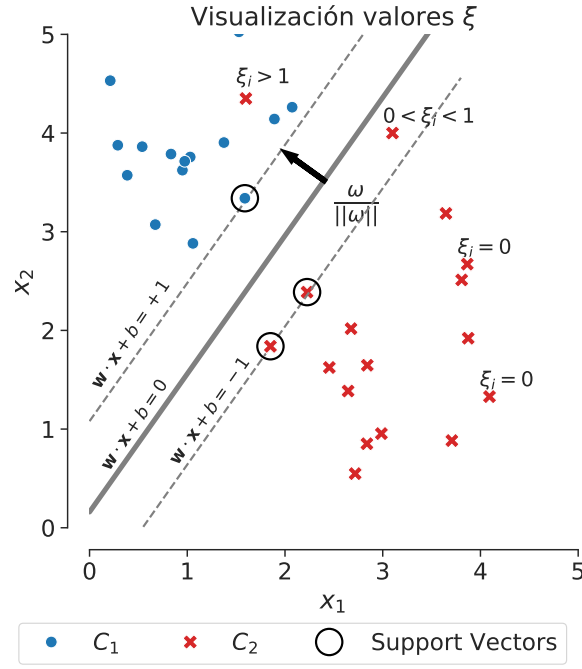 Visualización valores ξ
5
4
3
2
1
0
x₂
ξᵢ > 1
0 < ξᵢ < 1
ω
||ω||
ξᵢ = 0
ξᵢ = 0
w · x + b = +1
w · x + b = 0
w · x + b = −1
0 1 2 3 4 5
x₁
C₁ C₂ Support Vectors